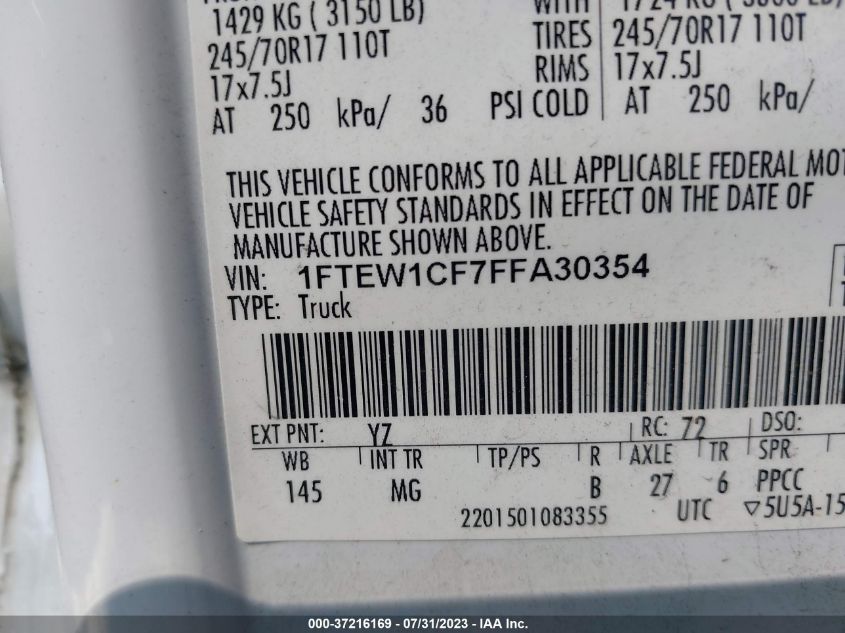 1429 KG ( 3150 LB) WITH
245/70R17 110T TIRES 245/70R17 110T
17x7.5J RIMS 17x7.5J
AT 250 kPa/ 36 PSI COLD AT 250 kPa/
THIS VEHICLE CONFORMS TO ALL APPLICABLE FEDERAL MOT
VEHICLE SAFETY STANDARDS IN EFFECT ON THE DATE OF
MANUFACTURE SHOWN ABOVE.
VIN: 1FTEW1CF7FFA30354
TYPE: Truck
EXT PNT: YZ RC: 72 DSO:
WB INT TR TP/PS R AXLE TR SPR
145 MG B 27 6 PPCC
2201501083355 UTC ▽5U5A-15
000-37216169 - 07/31/2023 - IAA Inc.